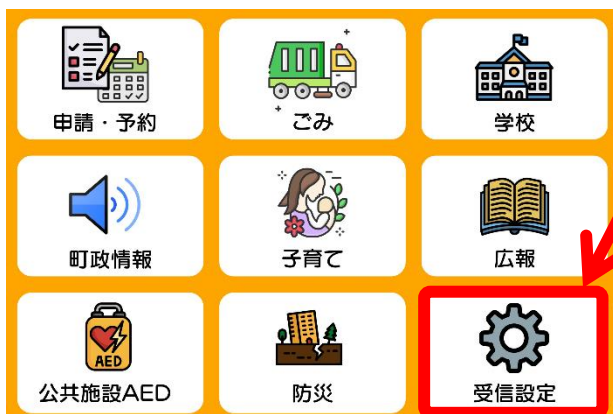 申請・予約
ごみ
学校
町政情報
子育て
広報
AED
公共施設AED
防災
受信設定